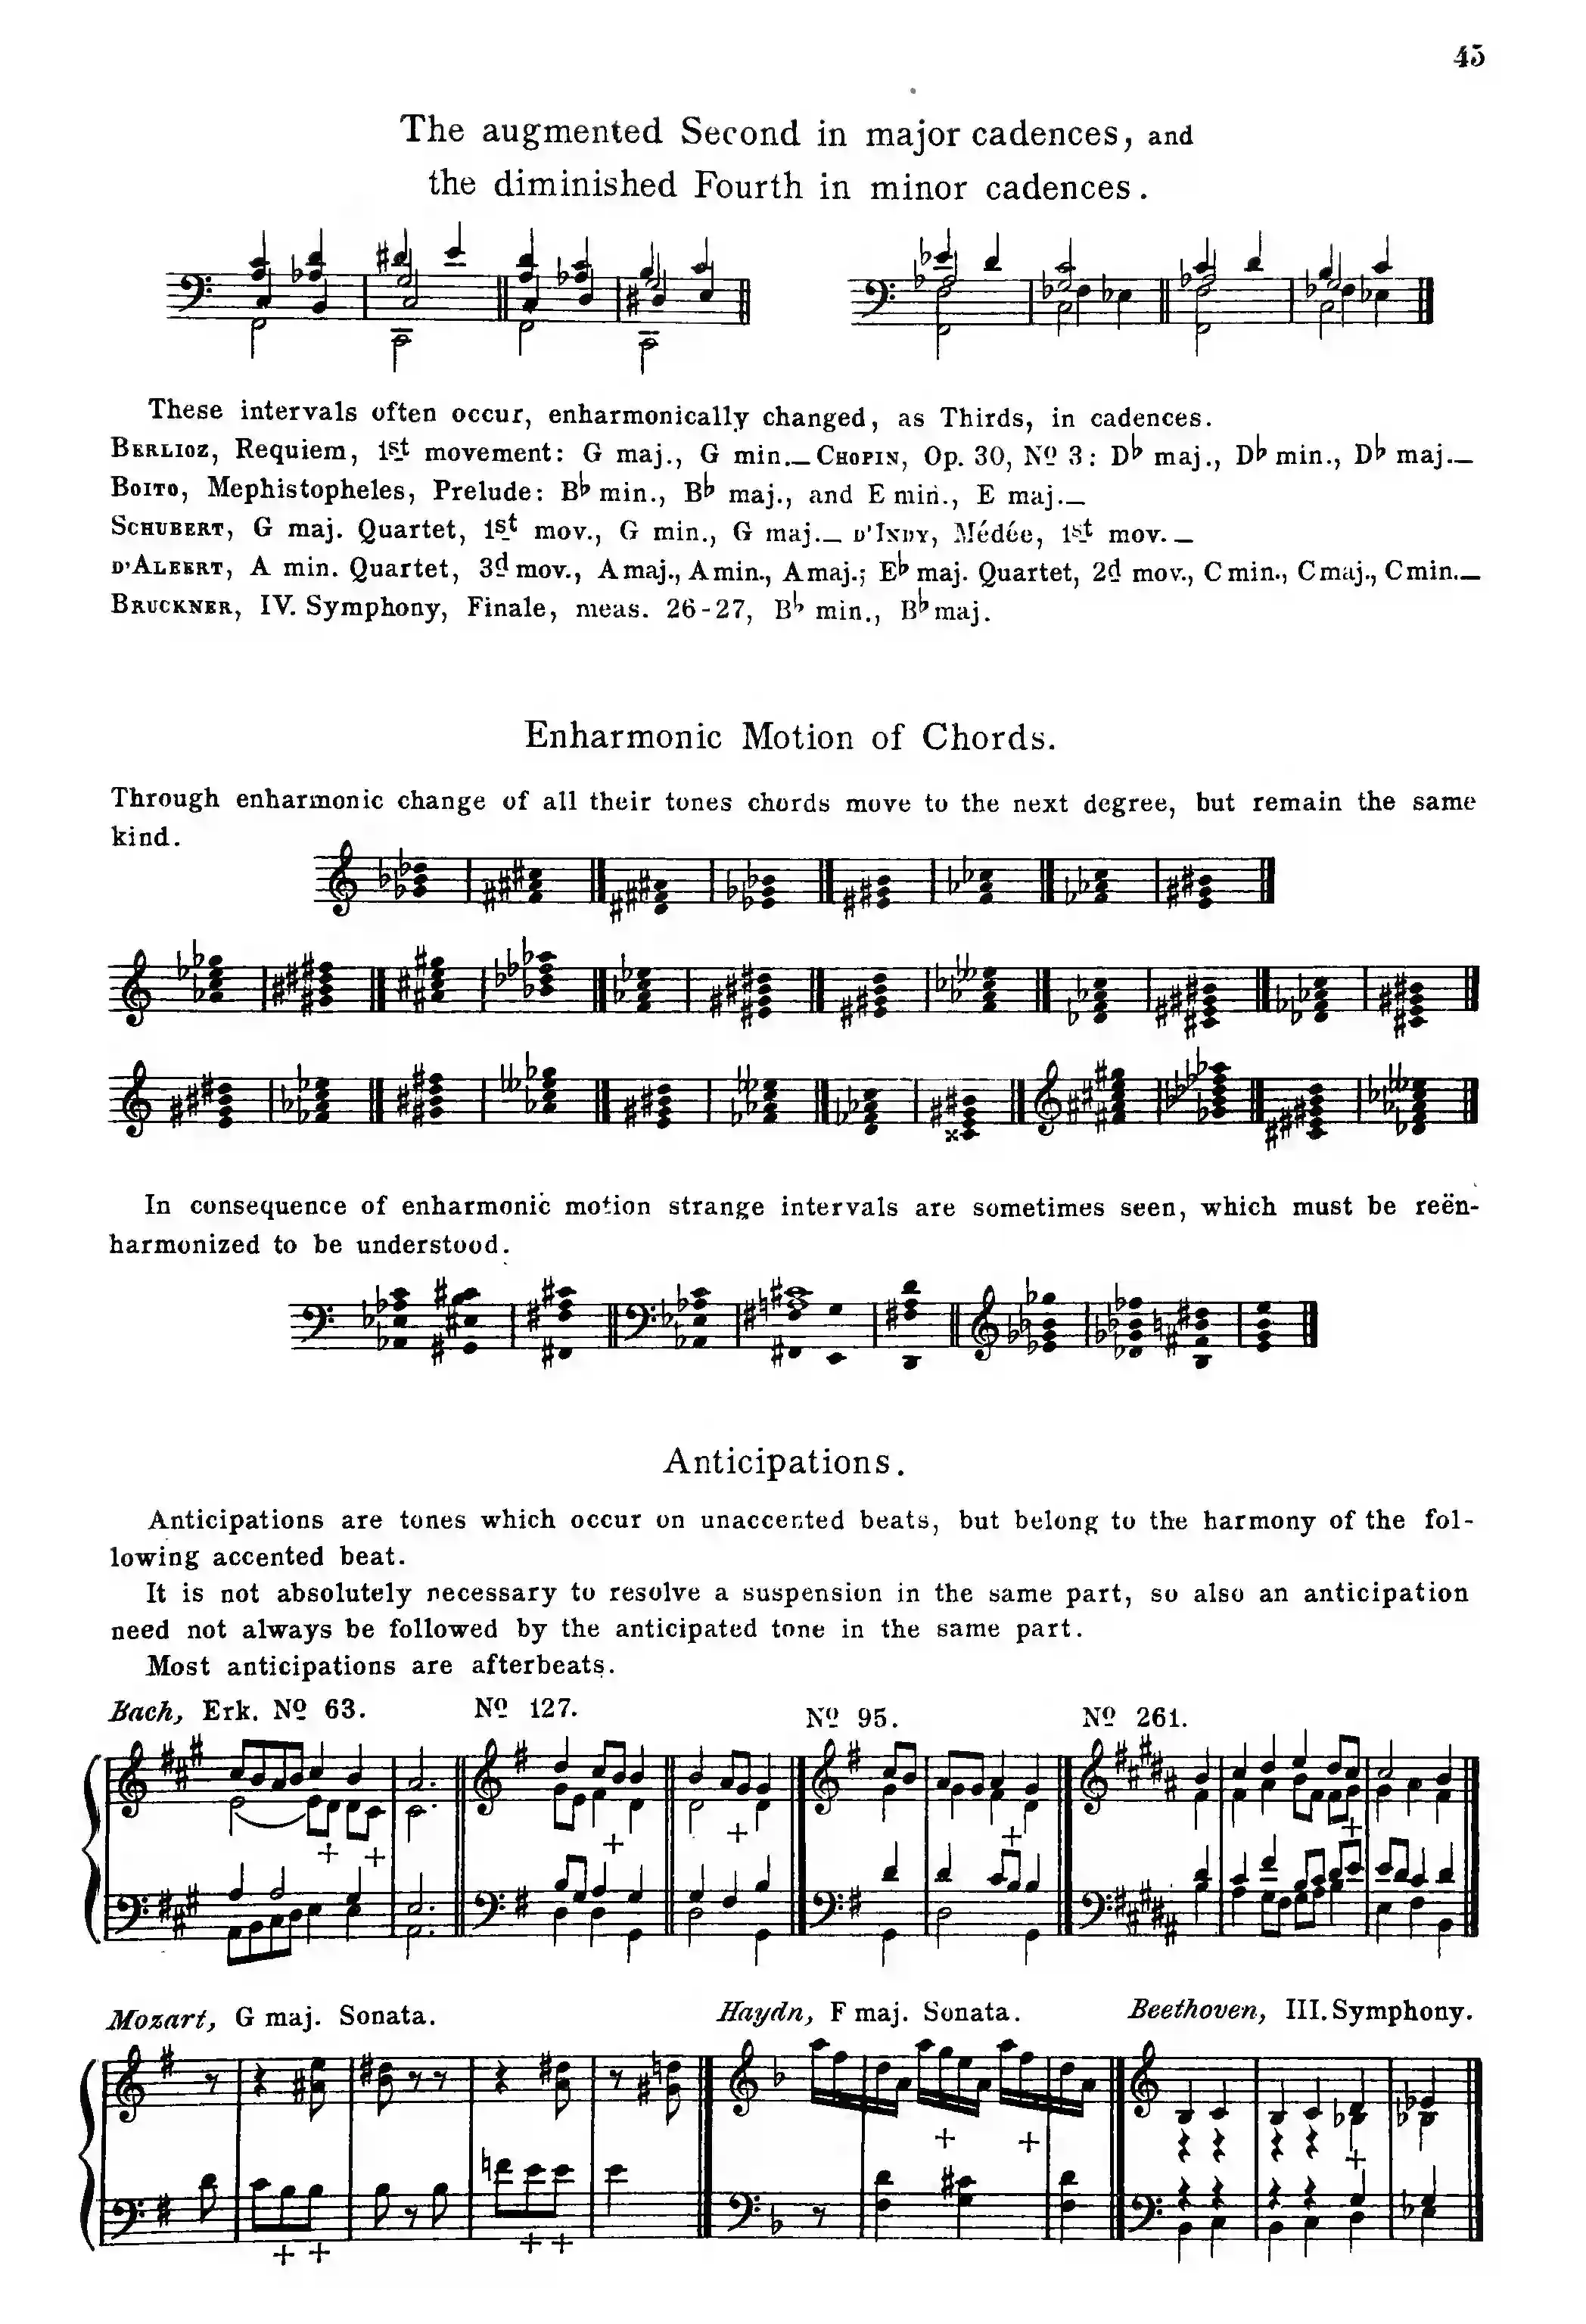 45
The augmented Second in major cadences, and
the diminished Fourth in minor cadences.
These intervals often occur, enharmonically changed, as Thirds, in cadences.
BERLIOZ, Requiem, 1st movement: G maj., G min.— CHOPIN, Op. 30, Nº 3: D♭ maj., D♭ min., D♭ maj.—
BOITO, Mephistopheles, Prelude: B♭ min., B♭ maj., and E min., E maj.—
SCHUBERT, G maj. Quartet, 1st mov., G min., G maj.— D'INDY, Médée, 1st mov.—
D'ALBERT, A min. Quartet, 3d mov., A maj., A min., A maj.; E♭ maj. Quartet, 2d mov., C min., C maj., C min.—
BRUCKNER, IV. Symphony, Finale, meas. 26-27, B♭ min., B♭ maj.
Enharmonic Motion of Chords.
Through enharmonic change of all their tones chords move to the next degree, but remain the same
kind.
In consequence of enharmonic motion strange intervals are sometimes seen, which must be reën-
harmonized to be understood.
Anticipations.
Anticipations are tones which occur on unaccented beats, but belong to the harmony of the fol-
lowing accented beat.
It is not absolutely necessary to resolve a suspension in the same part, so also an anticipation
need not always be followed by the anticipated tone in the same part.
Most anticipations are afterbeats.
Bach, Erk. Nº 63. Nº 127. Nº 95. Nº 261.
Mozart, G maj. Sonata. Haydn, F maj. Sonata. Beethoven, III. Symphony.